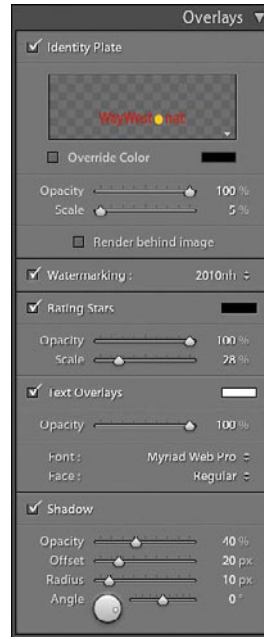 Overlays
Identity Plate
WayWest.net
Override Color
Opacity 100 %
Scale 5 %
Render behind image
Watermarking : 2010nh
Rating Stars
Opacity 100 %
Scale 28 %
Text Overlays
Opacity 100 %
Font : Myriad Web Pro
Face : Regular
Shadow
Opacity 40 %
Offset 20 px
Radius 10 px
Angle 0 °